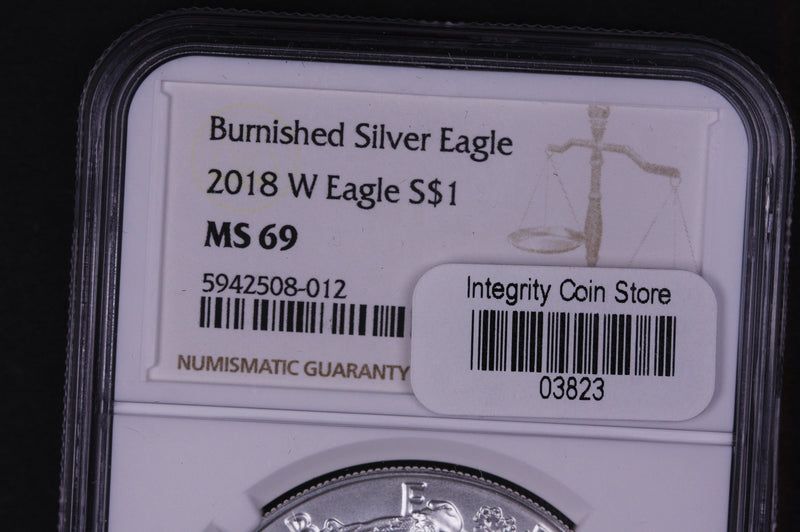 Burnished Silver Eagle
2018 W Eagle S$1
MS 69
5942508-012
NUMISMATIC GUARANTY
Integrity Coin Store
03823
E